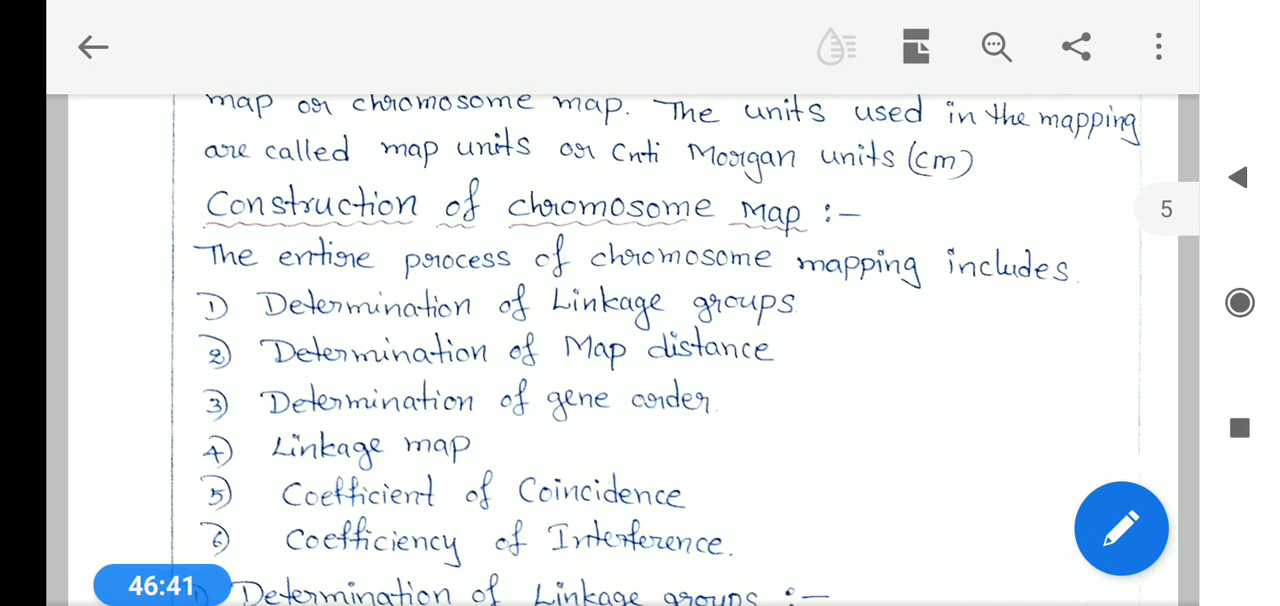 map or chromosome map. The units used in the mapping
are called map units or Cnti Morgan units (cm)
Construction of chromosome Map :-
5
The entire process of chromosome mapping includes.
1) Determination of Linkage groups.
2) Determination of Map distance
3) Determination of gene order.
4) Linkage map
5) Coefficient of Coincidence
6) Coefficiency of Interference.
46:41
1) Determination of Linkage groups :-